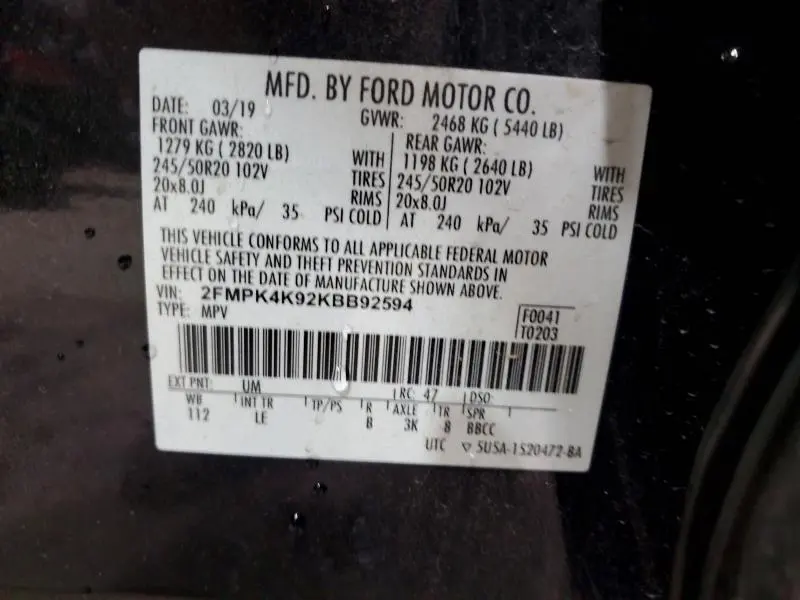 MFD. BY FORD MOTOR CO.
DATE: 03/19 GVWR: 2468 KG ( 5440 LB)
FRONT GAWR: REAR GAWR:
1279 KG ( 2820 LB) WITH 1198 KG ( 2640 LB) WITH
245/50R20 102V TIRES 245/50R20 102V TIRES
20x8.0J RIMS 20x8.0J RIMS
AT 240 kPa/ 35 PSI COLD AT 240 kPa/ 35 PSI COLD
THIS VEHICLE CONFORMS TO ALL APPLICABLE FEDERAL MOTOR
VEHICLE SAFETY AND THEFT PREVENTION STANDARDS IN
EFFECT ON THE DATE OF MANUFACTURE SHOWN ABOVE.
VIN: 2FMPK4K92KBB92594 F0041
TYPE: MPV T0203
EXT PNT: UM RC: 47 DSO:
WB INT TR TP/PS R AXLE TR SPR
112 LE B 3K 8 BBCC
UTC ▽ 5U5A-1520472-BA